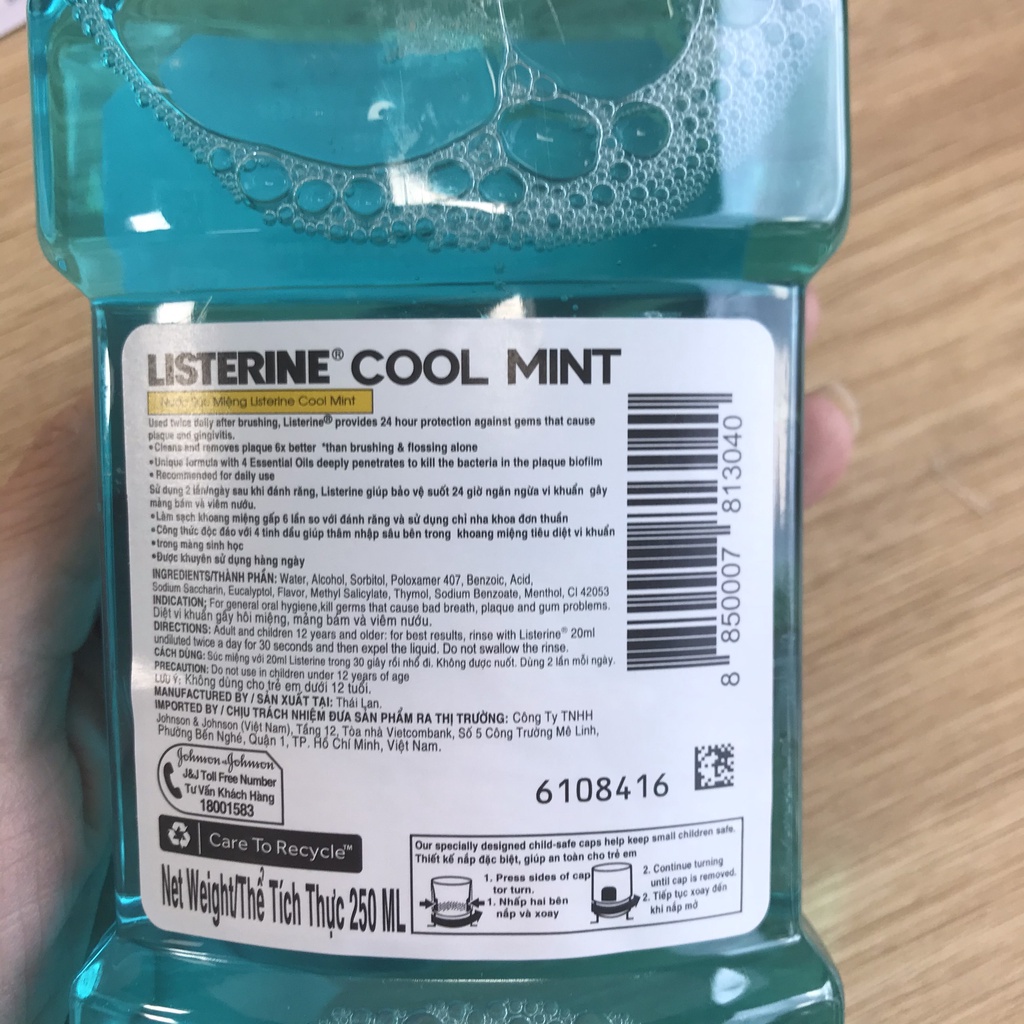 LISTERINE® COOL MINT
Nước Súc Miệng Listerine Cool Mint
Used twice daily after brushing, Listerine® provides 24 hour protection against gems that cause
plaque and gingivitis.
•Cleans and removes plaque 6x better *than brushing & flossing alone
•Unique formula with 4 Essential Oils deeply penetrates to kill the bacteria in the plaque biofilm
•Recommended for daily use
Sử dụng 2 lần/ngày sau khi đánh răng, Listerine giúp bảo vệ suốt 24 giờ ngăn ngừa vi khuẩn gây
mảng bám và viêm nướu.
•Làm sạch khoang miệng gấp 6 lần so với đánh răng và sử dụng chỉ nha khoa đơn thuần
•Công thức độc đáo với 4 tinh dầu giúp thâm nhập sâu bên trong khoang miệng tiêu diệt vi khuẩn
•trong màng sinh học
•Được khuyên sử dụng hàng ngày
INGREDIENTS/THÀNH PHẦN: Water, Alcohol, Sorbitol, Poloxamer 407, Benzoic, Acid,
Sodium Saccharin, Eucalyptol, Flavor, Methyl Salicylate, Thymol, Sodium Benzoate, Menthol, CI 42053
INDICATION: For general oral hygiene,kill germs that cause bad breath, plaque and gum problems.
Diệt vi khuẩn gây hôi miệng, mảng bám và viêm nướu.
DIRECTIONS: Adult and children 12 years and older: for best results, rinse with Listerine® 20ml
undiluted twice a day for 30 seconds and then expel the liquid. Do not swallow the rinse.
CÁCH DÙNG: Súc miệng với 20ml Listerine trong 30 giây rồi nhổ đi. Không được nuốt. Dùng 2 lần mỗi ngày.
PRECAUTION: Do not use in children under 12 years of age
LƯU Ý: Không dùng cho trẻ em dưới 12 tuổi.
MANUFACTURED BY / SẢN XUẤT TẠI: Thái Lan.
IMPORTED BY / CHỊU TRÁCH NHIỆM ĐƯA SẢN PHẨM RA THỊ TRƯỜNG: Công Ty TNHH
Johnson & Johnson (Việt Nam), Tầng 12, Tòa nhà Vietcombank, Số 5 Công Trường Mê Linh,
Phường Bến Nghé, Quận 1, TP. Hồ Chí Minh, Việt Nam.
8 850007 813040
Johnson & Johnson
J&J Toll Free Number
Tư Vấn Khách Hàng
18001583
6108416
Care To Recycle™
Net Weight/Thể Tích Thực 250 ML
Our specially designed child-safe caps help keep small children safe.
Thiết kế nắp đặc biệt, giúp an toàn cho trẻ em
1. Press sides of cap
tor turn.
1. Nhấp hai bên
nắp và xoay
2. Continue turning
until cap is removed.
2. Tiếp tục xoay đến
khi nắp mở